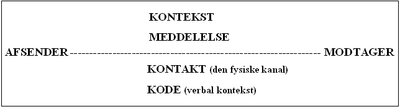 KONTEKST
MEDDELELSE
AFSENDER ------------------------------------------------------------ MODTAGER
KONTAKT (den fysiske kanal)
KODE (verbal kontekst)